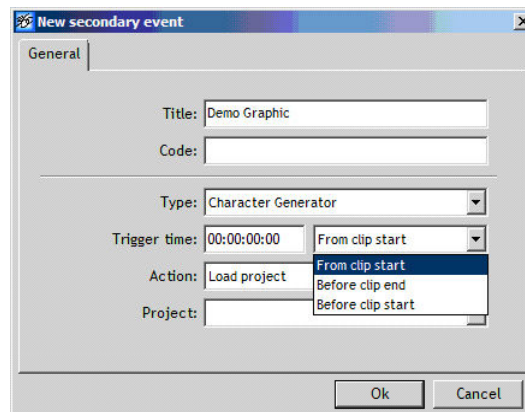 New secondary event
General
Title: Demo Graphic
Code:
Type: Character Generator
Trigger time: 00:00:00:00 From clip start
From clip start
Action: Load project
Before clip end
Project:
Before clip start
Ok Cancel